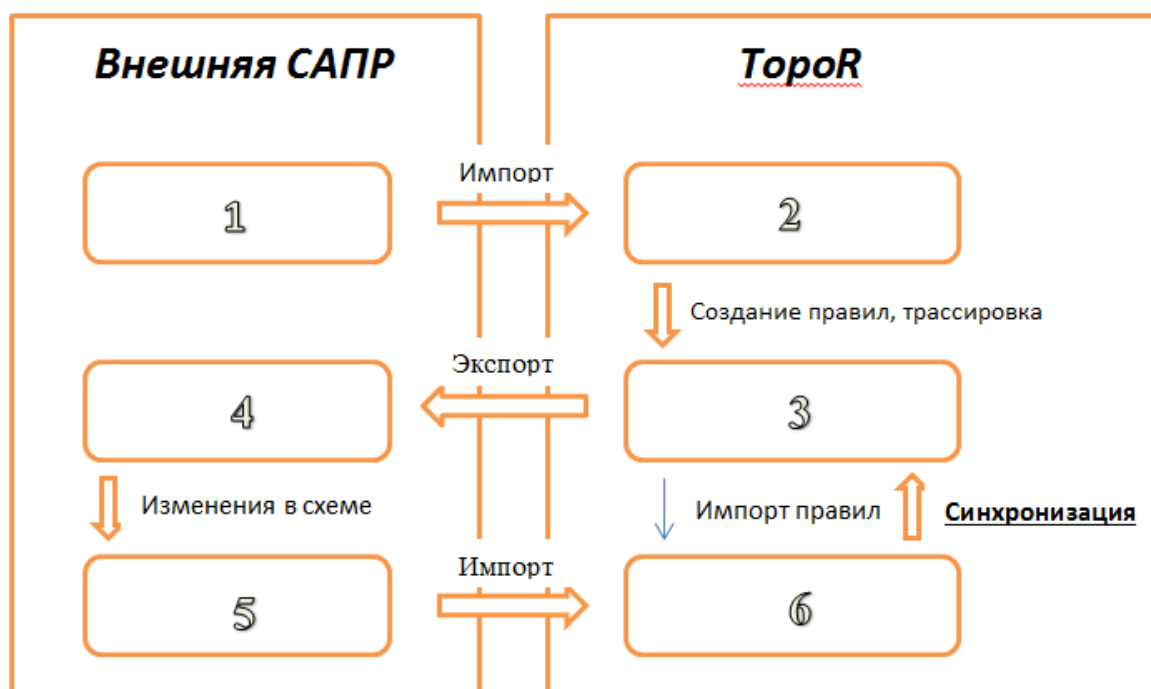 Внешняя САПР
TopoR
Импорт
1
2
Создание правил, трассировка
Экспорт
4
3
Изменения в схеме
Импорт правил
Синхронизация
Импорт
5
6